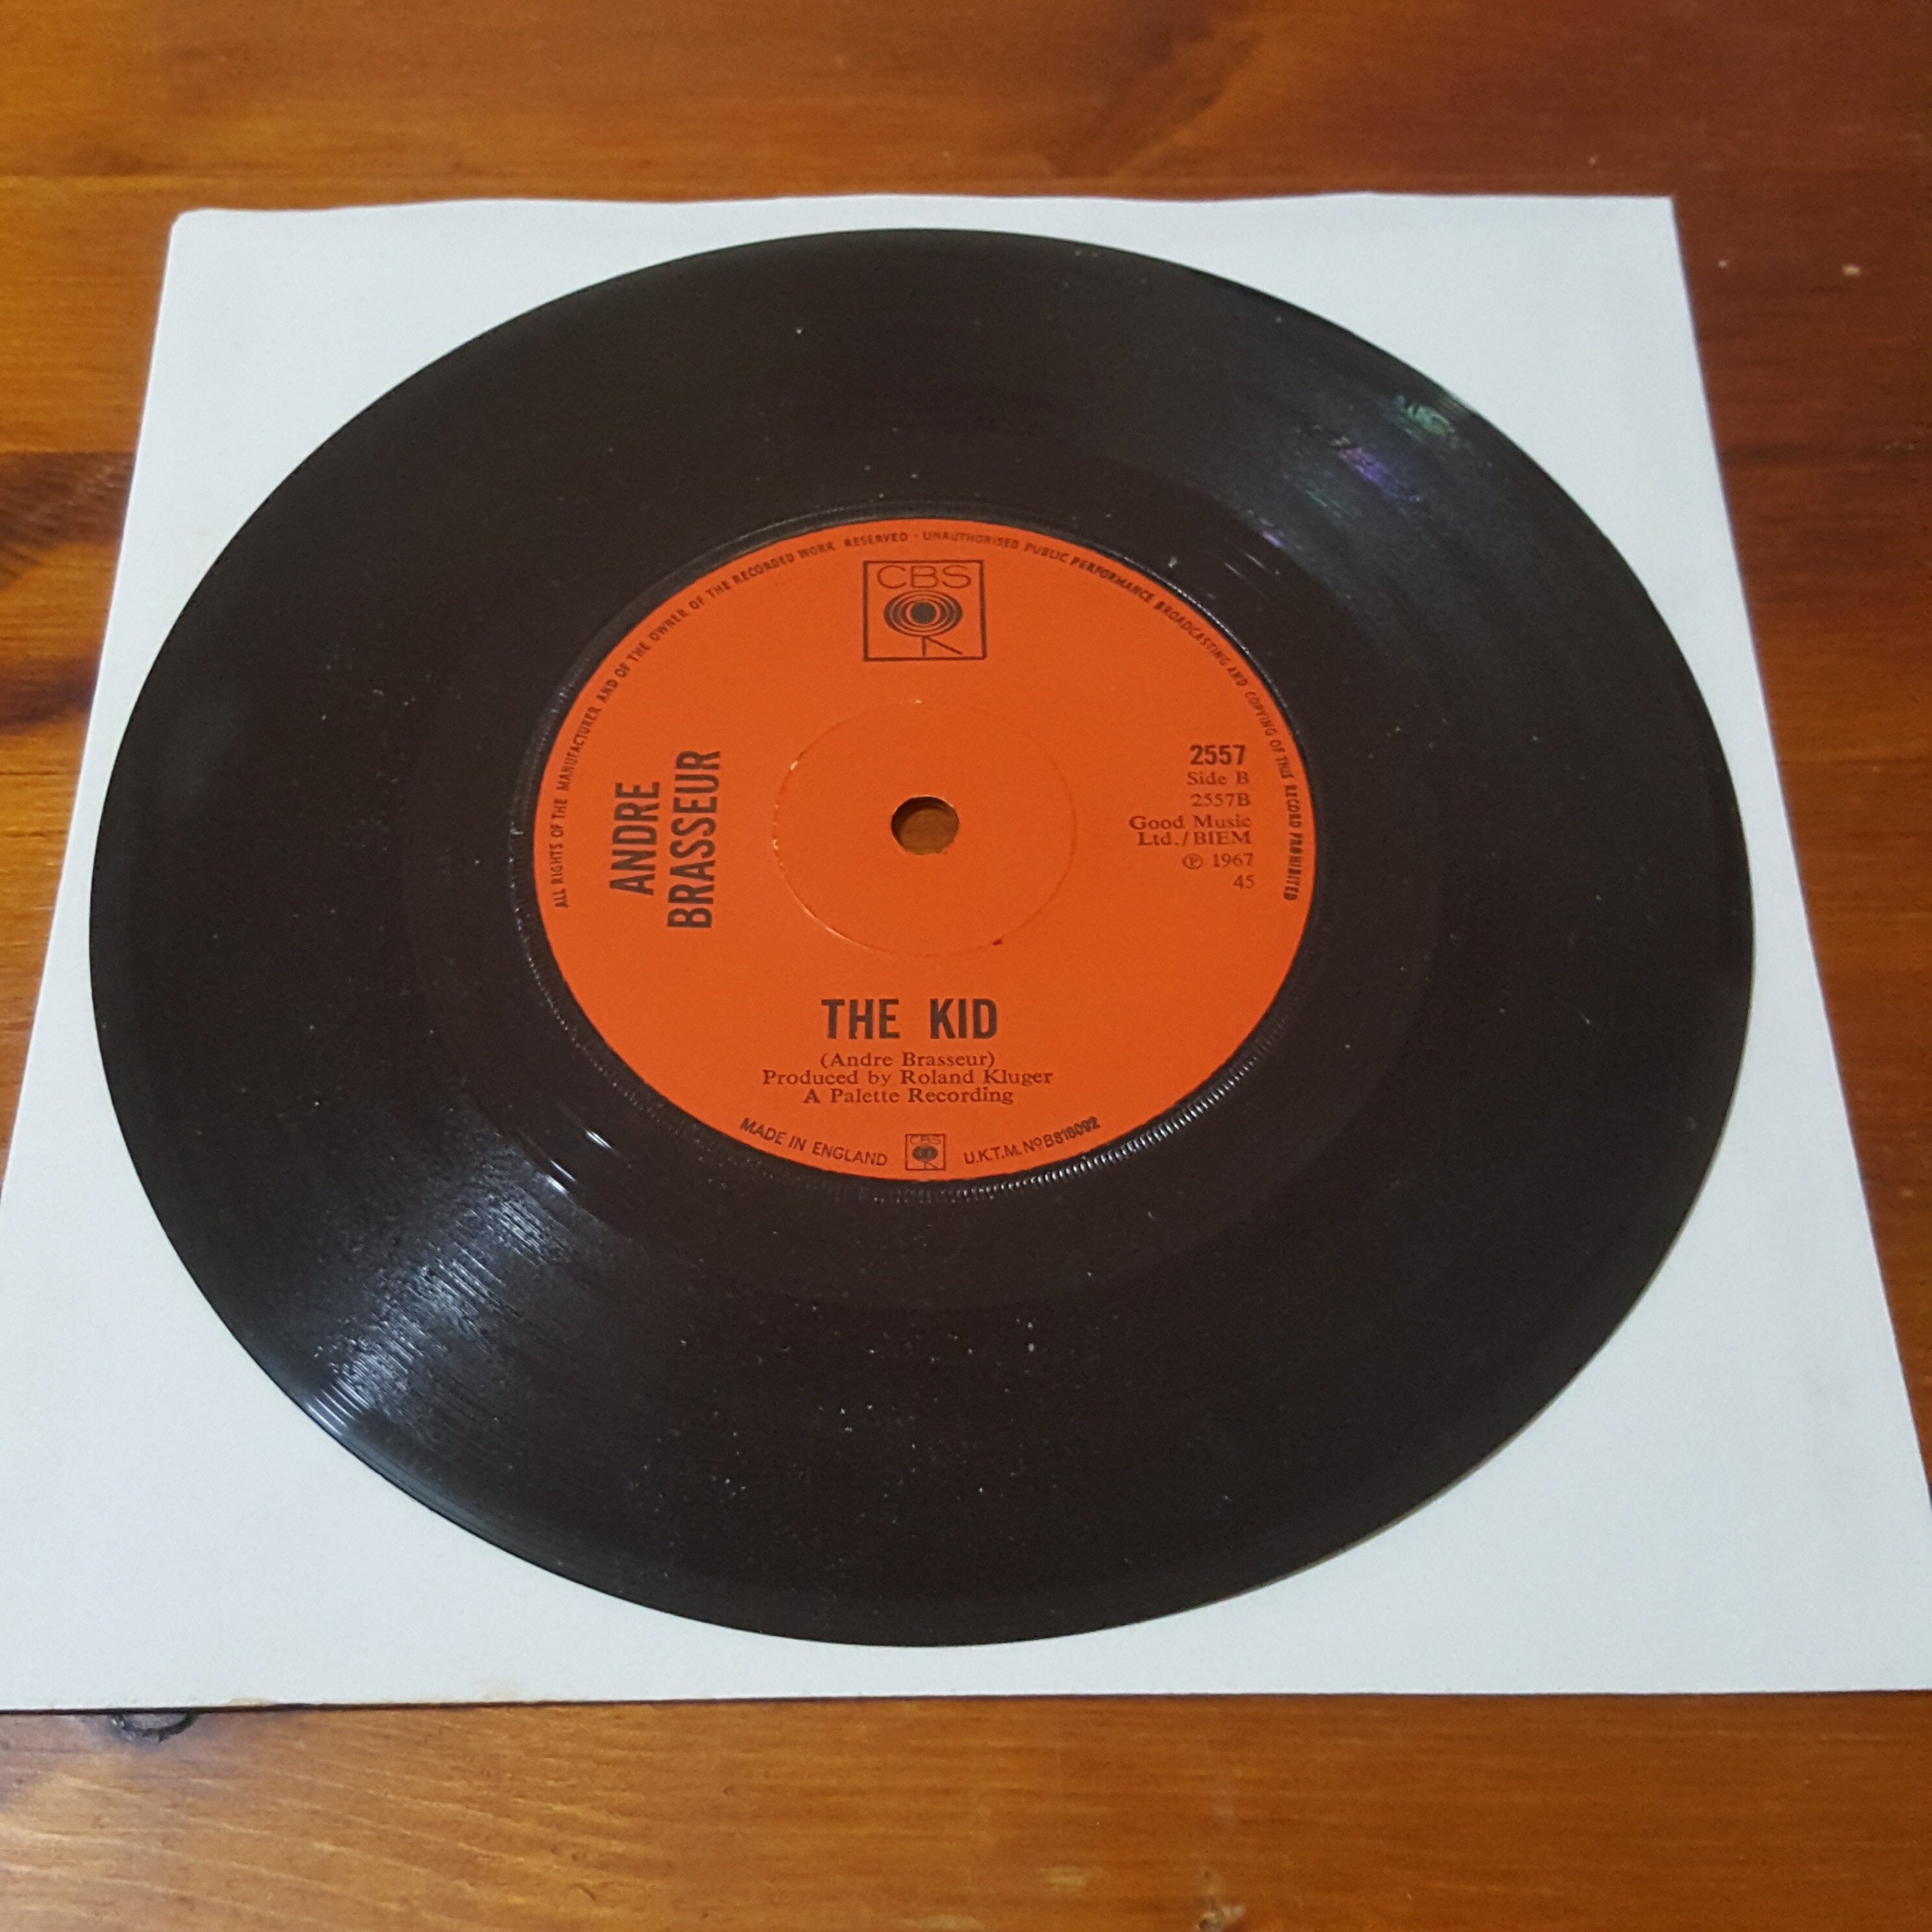 ALL RIGHTS OF THE MANUFACTURER AND OF THE OWNER OF THE RECORDED WORK RESERVED - UNAUTHORISED PUBLIC PERFORMANCE BROADCASTING AND COPYING OF THIS RECORD PROHIBITED
CBS
ANDRE
BRASSEUR
2557
Side B
2557B
Good Music
Ltd./BIEM
℗ 1967
45
THE KID
(Andre Brasseur)
Produced by Roland Kluger
A Palette Recording
MADE IN ENGLAND CBS U.K.T.M. Nº B818092